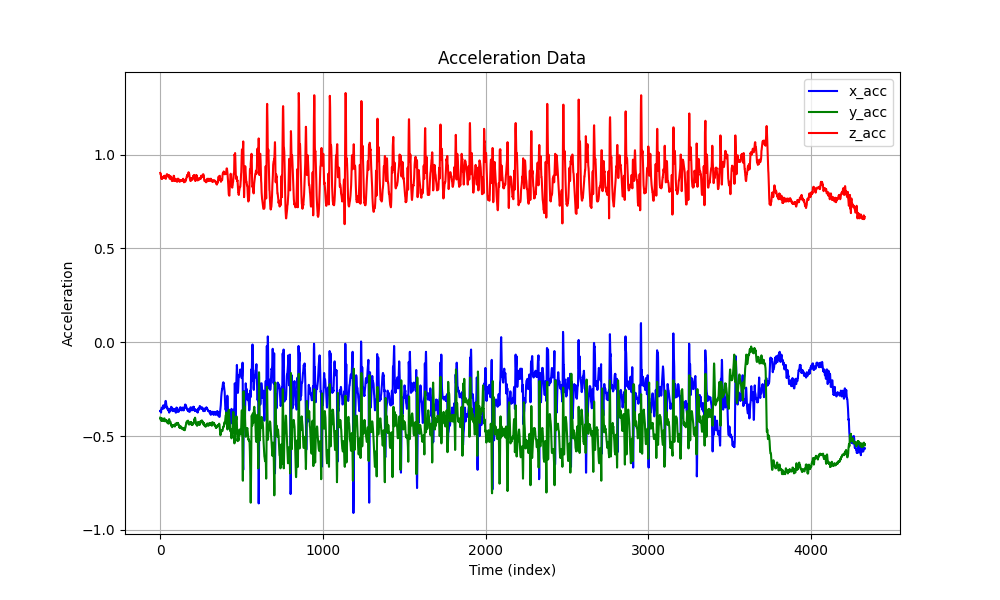 Acceleration Data
x_acc
y_acc
z_acc
1.0
0.5
0.0
−0.5
−1.0
Acceleration
0 1000 2000 3000 4000
Time (index)